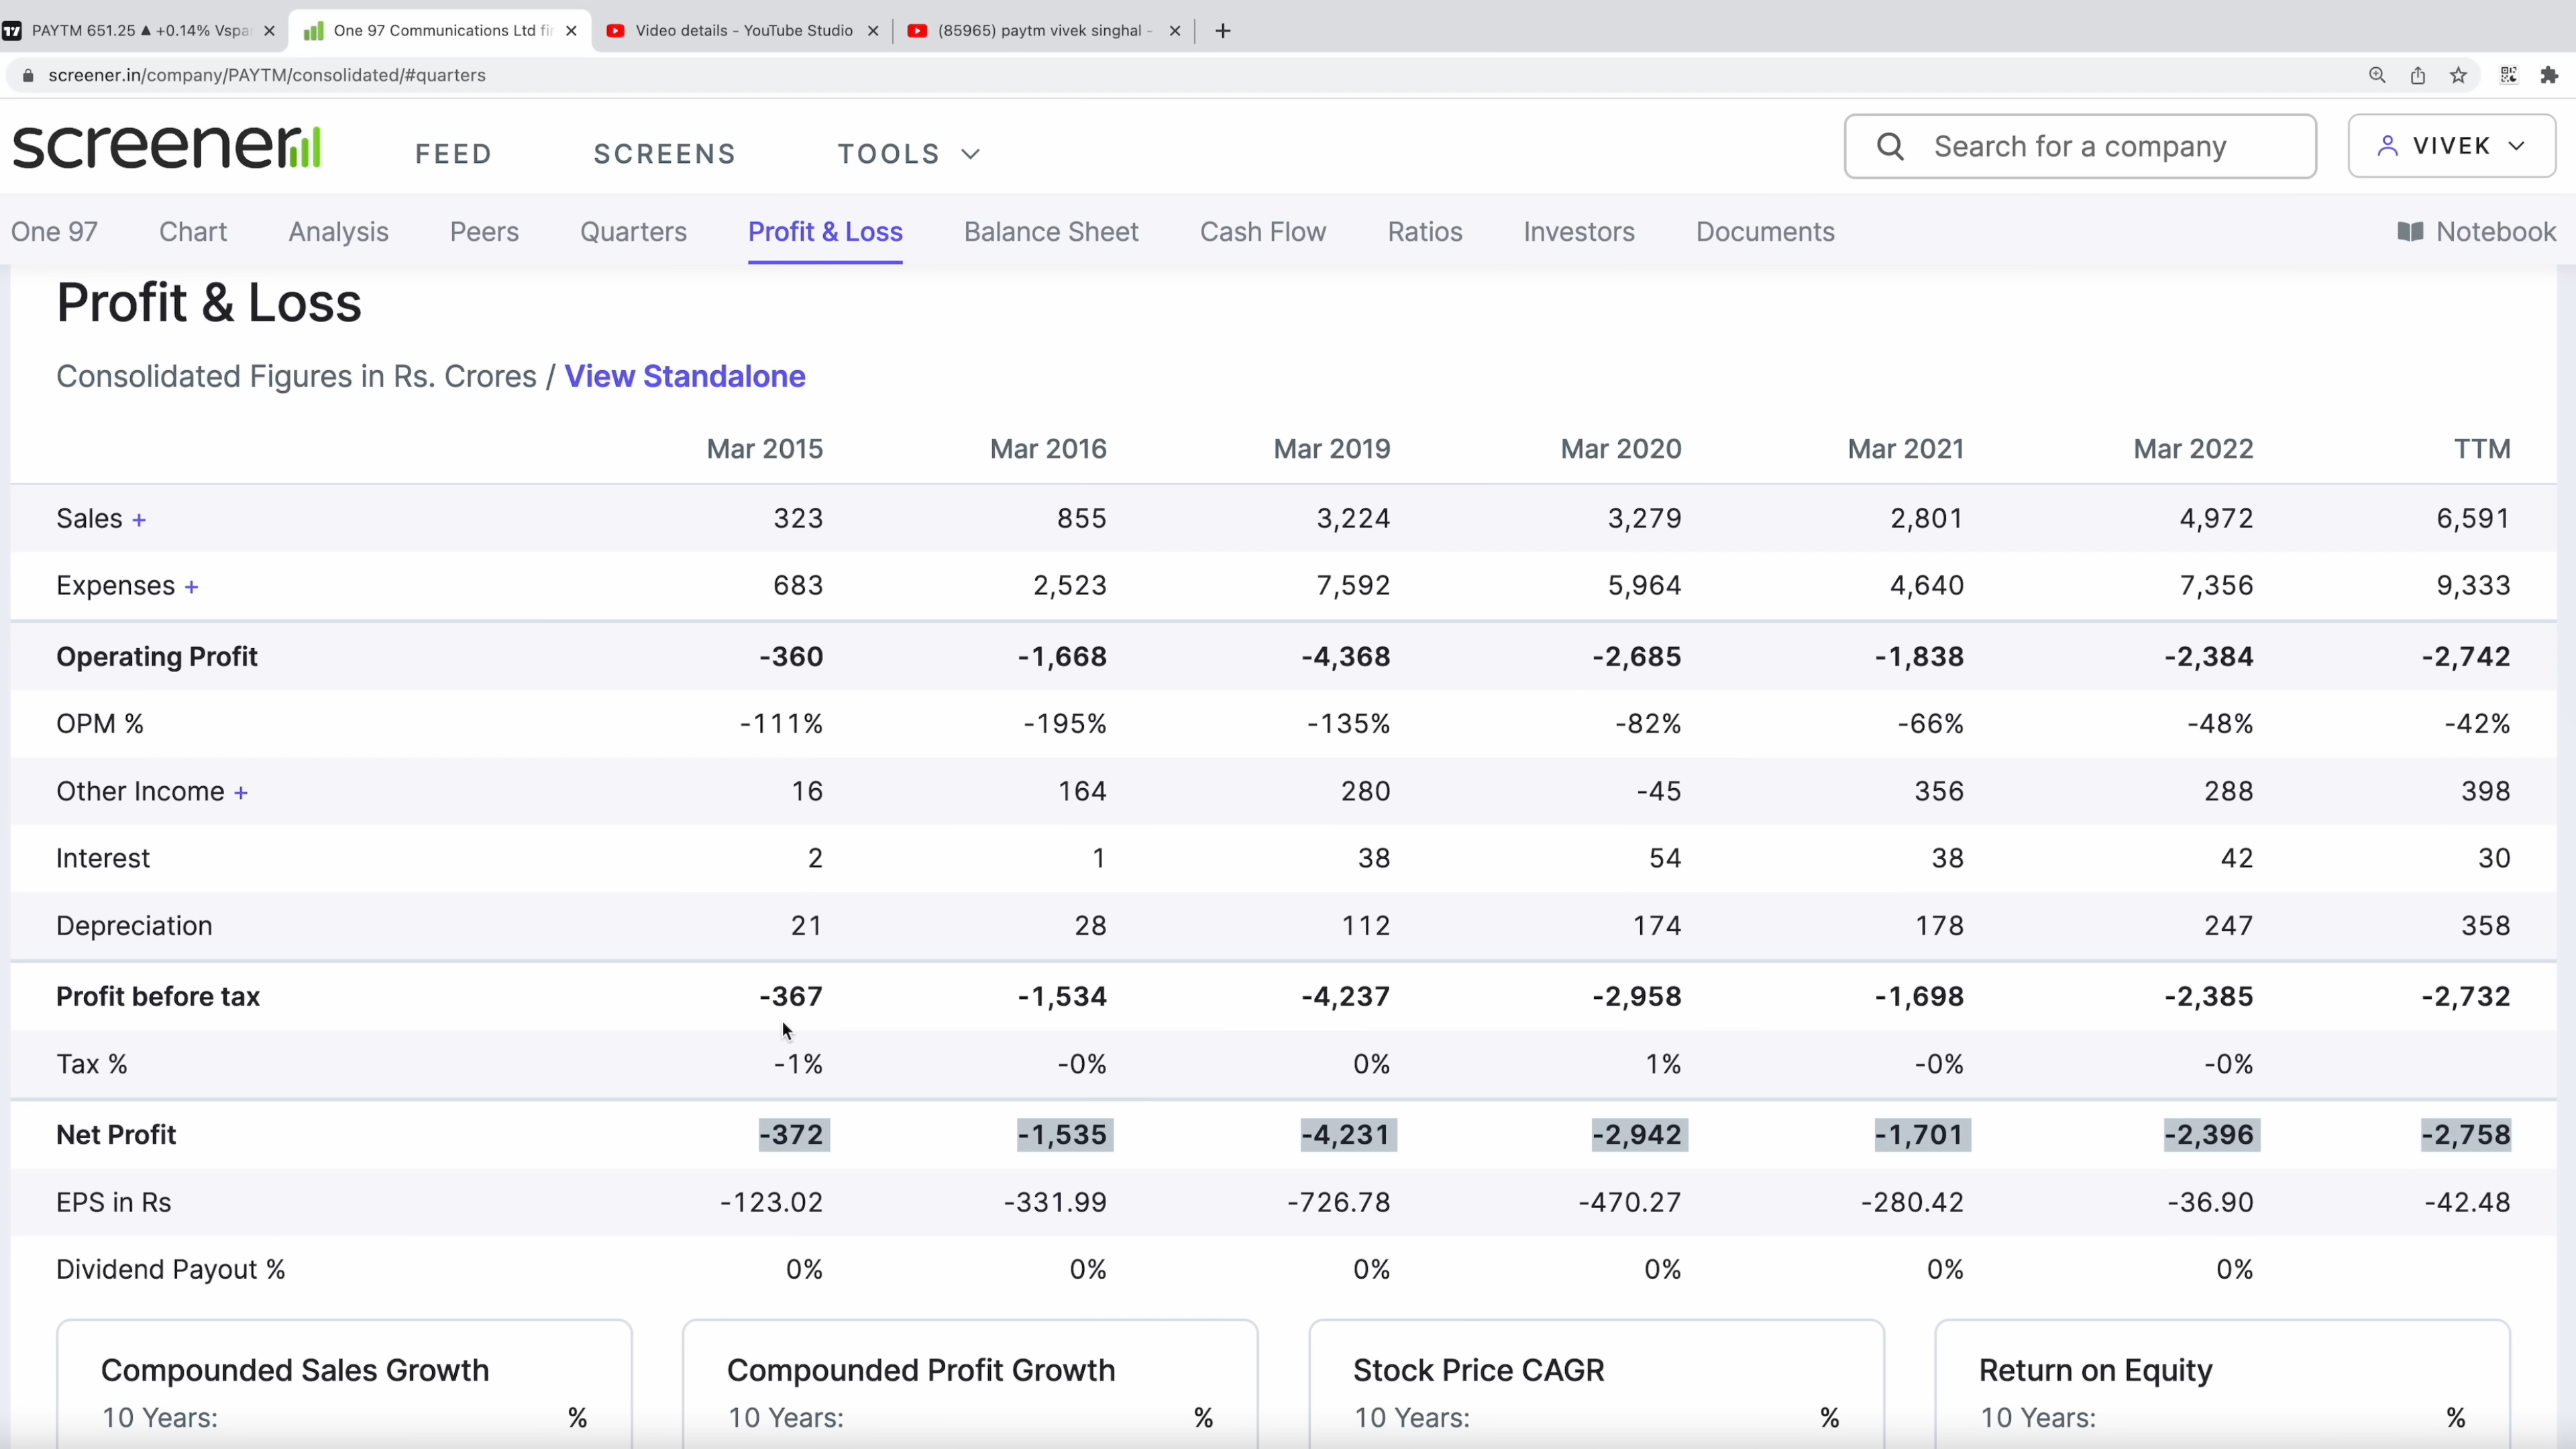 PAYTM 651.25 ▲ +0.14% Vspa
One 97 Communications Ltd fir
Video details - YouTube Studio
(85965) paytm vivek singhal -
screener.in/company/PAYTM/consolidated/#quarters
screener
FEED SCREENS TOOLS
Search for a company
VIVEK
One 97 Chart Analysis Peers Quarters Profit & Loss Balance Sheet Cash Flow Ratios Investors Documents Notebook
Profit & Loss
Consolidated Figures in Rs. Crores / View Standalone
Mar 2015 Mar 2016 Mar 2019 Mar 2020 Mar 2021 Mar 2022 TTM
Sales + 323 855 3,224 3,279 2,801 4,972 6,591
Expenses + 683 2,523 7,592 5,964 4,640 7,356 9,333
Operating Profit -360 -1,668 -4,368 -2,685 -1,838 -2,384 -2,742
OPM % -111% -195% -135% -82% -66% -48% -42%
Other Income + 16 164 280 -45 356 288 398
Interest 2 1 38 54 38 42 30
Depreciation 21 28 112 174 178 247 358
Profit before tax -367 -1,534 -4,237 -2,958 -1,698 -2,385 -2,732
Tax % -1% -0% 0% 1% -0% -0%
Net Profit -372 -1,535 -4,231 -2,942 -1,701 -2,396 -2,758
EPS in Rs -123.02 -331.99 -726.78 -470.27 -280.42 -36.90 -42.48
Dividend Payout % 0% 0% 0% 0% 0% 0%
Compounded Sales Growth
10 Years: %
Compounded Profit Growth
10 Years: %
Stock Price CAGR
10 Years: %
Return on Equity
10 Years: %